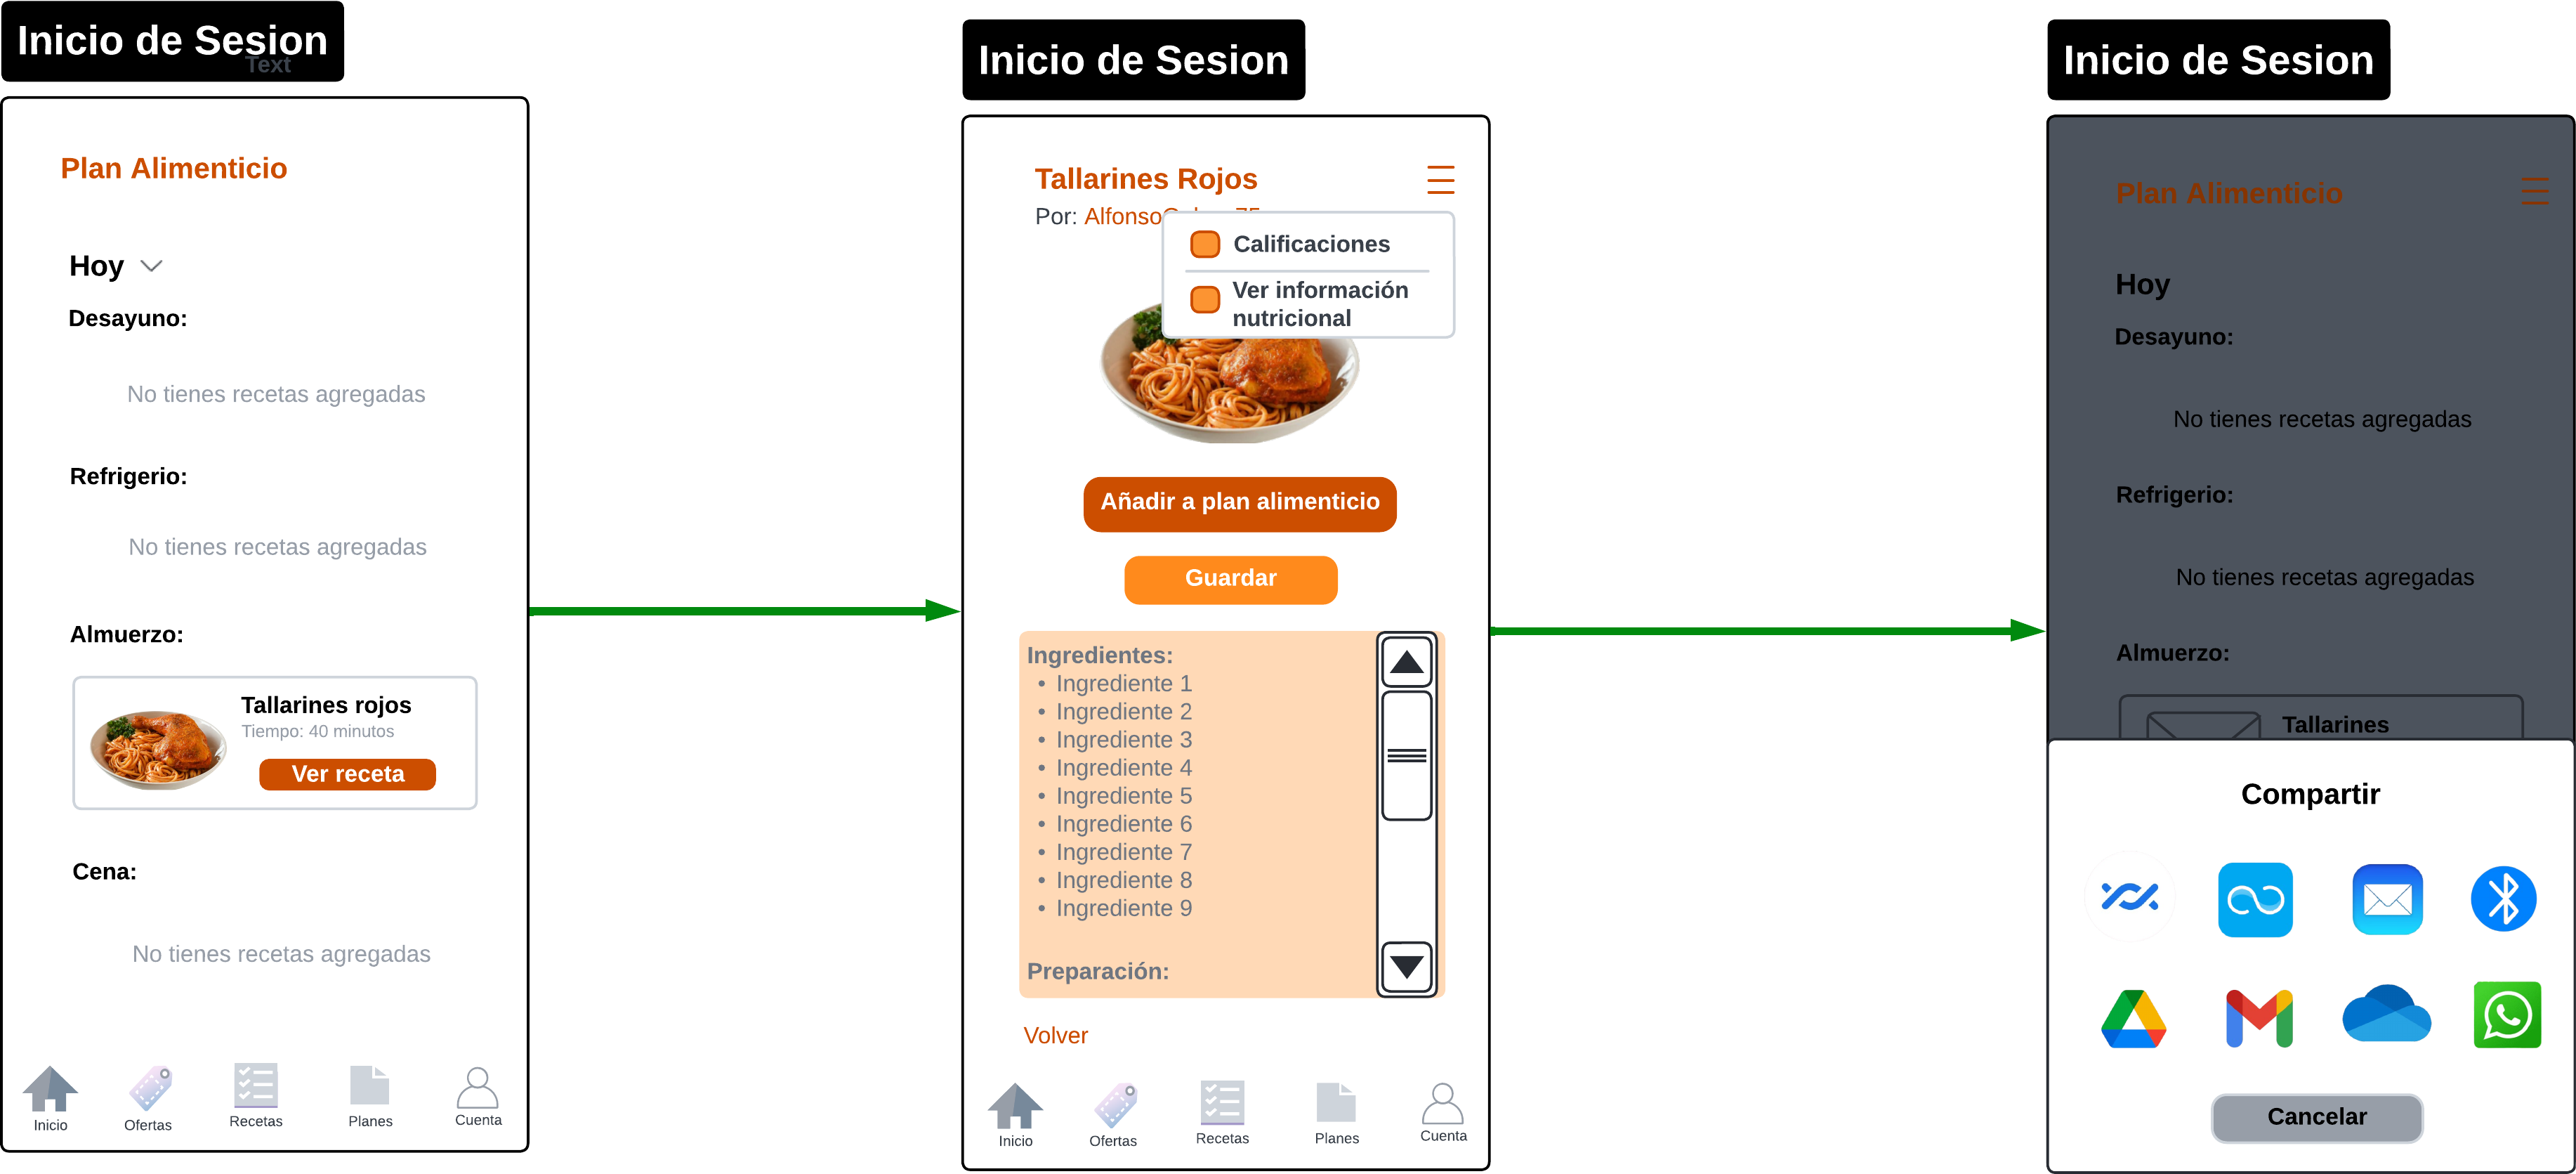 Inicio de Sesion
Text
Plan Alimenticio
Hoy
Desayuno:
No tienes recetas agregadas
Refrigerio:
No tienes recetas agregadas
Almuerzo:
Tallarines rojos
Tiempo: 40 minutos
Ver receta
Cena:
No tienes recetas agregadas
Inicio
Ofertas
Recetas
Planes
Cuenta
Inicio de Sesion
Tallarines Rojos
Por: Alfonso
Calificaciones
Ver información
nutricional
Añadir a plan alimenticio
Guardar
Ingredientes:
• Ingrediente 1
• Ingrediente 2
• Ingrediente 3
• Ingrediente 4
• Ingrediente 5
• Ingrediente 6
• Ingrediente 7
• Ingrediente 8
• Ingrediente 9
Preparación:
Volver
Inicio
Ofertas
Recetas
Planes
Cuenta
Inicio de Sesion
Plan Alimenticio
Hoy
Desayuno:
No tienes recetas agregadas
Refrigerio:
No tienes recetas agregadas
Almuerzo:
Tallarines
Compartir
Cancelar